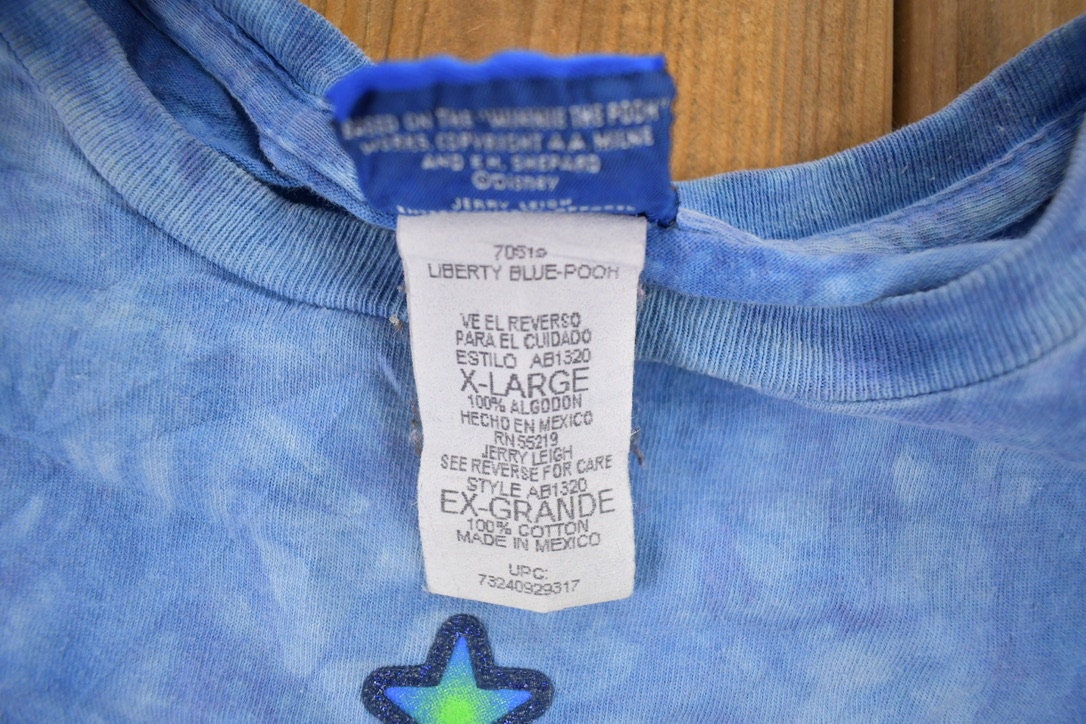 BASED ON THE "WINNIE THE POOH"
WORKS, COPYRIGHT A.A. MILNE
AND E.H. SHEPARD
©DISNEY
JERRY LEIGH
70519
LIBERTY BLUE-POOH
VE EL REVERSO
PARA EL CUIDADO
ESTILO AB1320
X-LARGE
100% ALGODON
HECHO EN MEXICO
RN 55219
JERRY LEIGH
SEE REVERSE FOR CARE
STYLE AB1320
EX-GRANDE
100% COTTON
MADE IN MEXICO
UPC:
73240929317